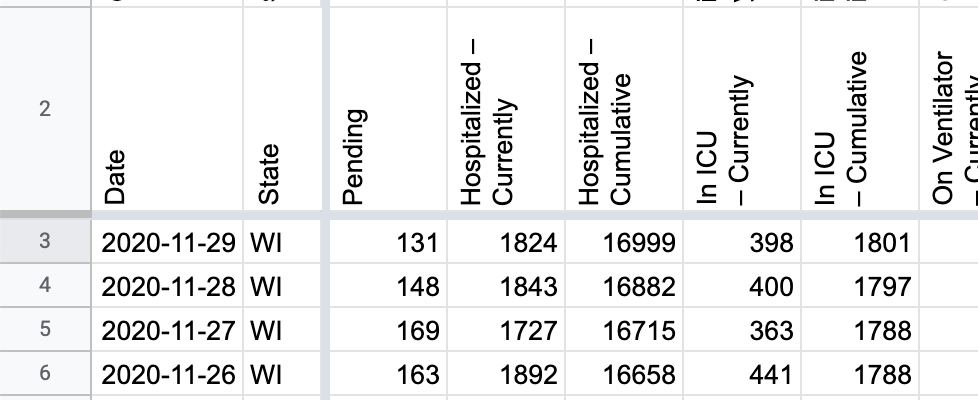 2 Date State Pending Hospitalized – Currently Hospitalized – Cumulative In ICU – Currently In ICU – Cumulative On Ventilator – Currently
3 2020-11-29 WI 131 1824 16999 398 1801
4 2020-11-28 WI 148 1843 16882 400 1797
5 2020-11-27 WI 169 1727 16715 363 1788
6 2020-11-26 WI 163 1892 16658 441 1788